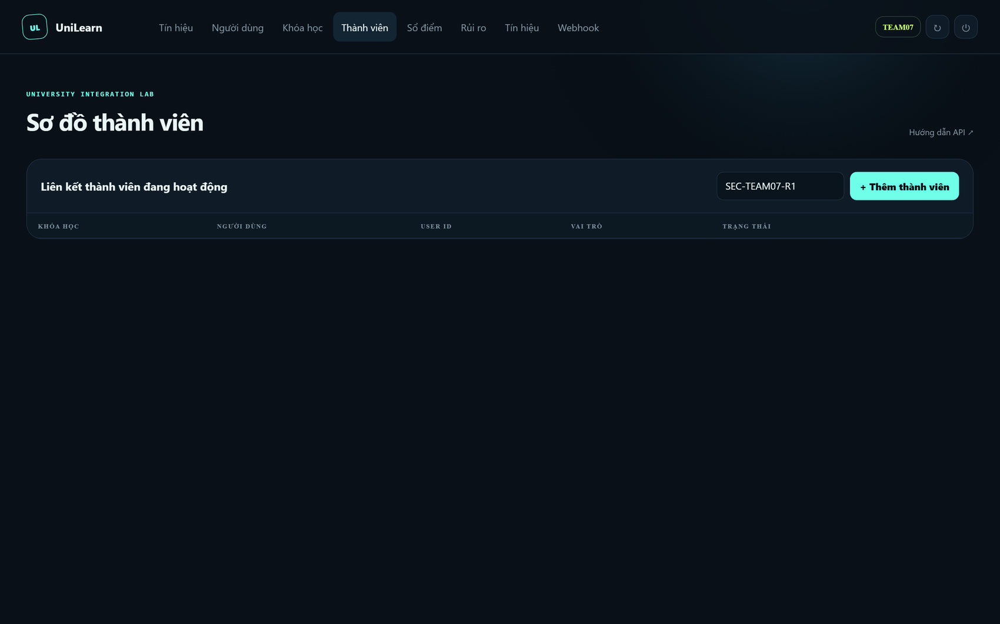 UL UniLearn Tín hiệu Người dùng Khóa học Thành viên Sổ điểm Rủi ro Tín hiệu Webhook TEAM07
UNIVERSITY INTEGRATION LAB
Sơ đồ thành viên
Hướng dẫn API ↗
Liên kết thành viên đang hoạt động SEC-TEAM07-R1 + Thêm thành viên
KHÓA HỌC NGƯỜI DÙNG USER ID VAI TRÒ TRẠNG THÁI